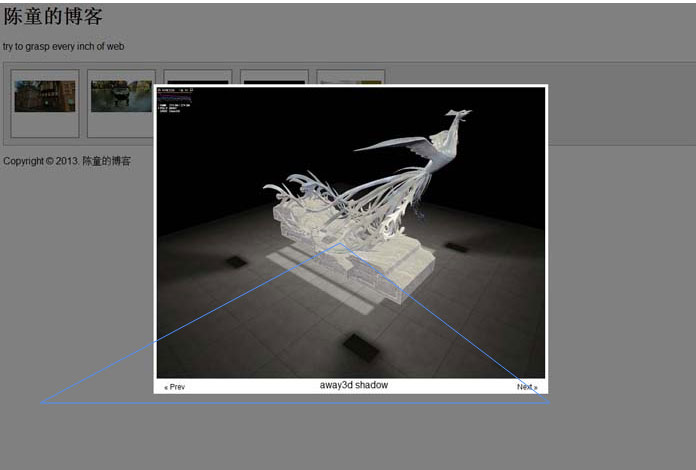 陈童的博客
try to grasp every inch of web
Copyright © 2013. 陈童的博客
away3d shadow
« Prev
Next »